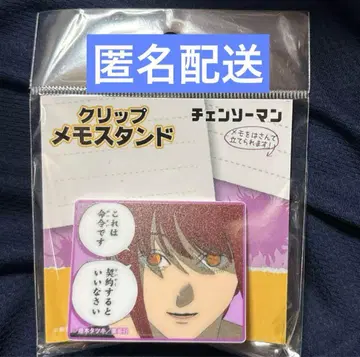 匿名配送
クリップ
メモスタンド
チェンソーマン
メモをはさんで
立てられます!
これは
命令です
契約すると
いいなさい